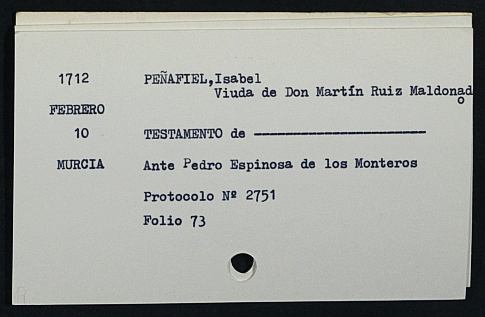 1712 PEÑAFIEL,Isabel
Viuda de Don Martín Ruiz Maldonado
FEBRERO
10 TESTAMENTO de ----------------------
MURCIA Ante Pedro Espinosa de los Monteros
Protocolo Nº 2751
Folio 73